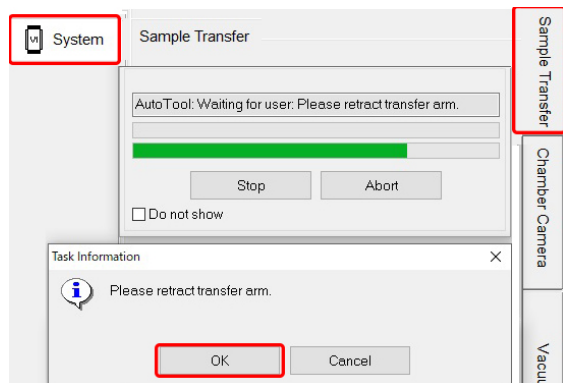 System
Sample Transfer
AutoTool: Waiting for user: Please retract transfer arm.
Stop
Abort
Do not show
Task Information
Please retract transfer arm.
OK
Cancel
Sample Transfer
Chamber Camera
Vacu